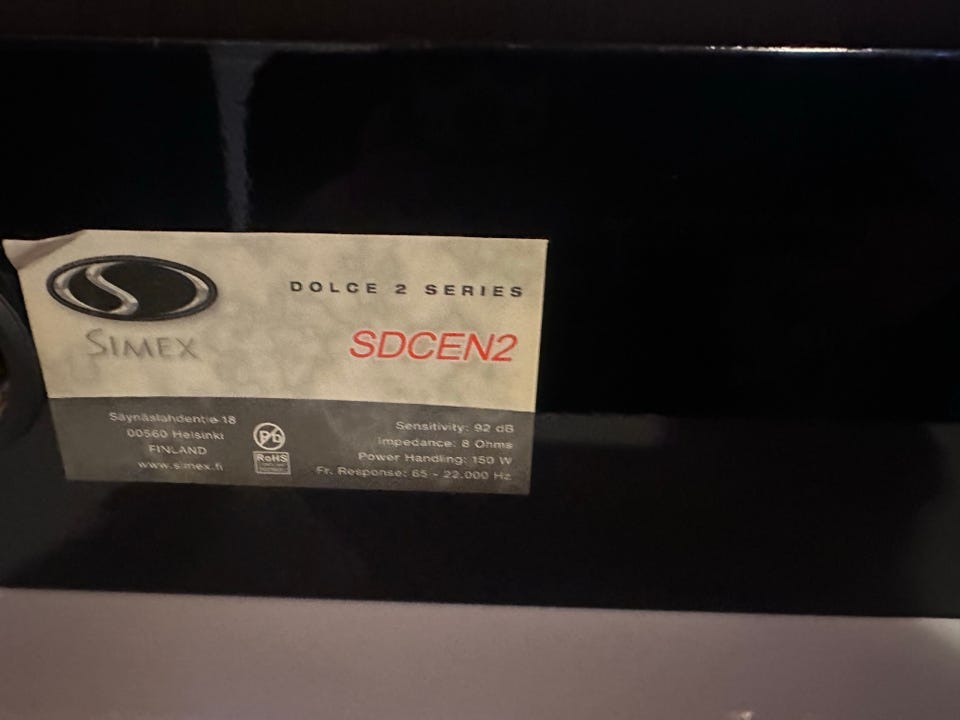 DOLCE 2 SERIES
SIMEX
SDCEN2
Säynäslahdentie 18
00560 Helsinki
FINLAND
www.simex.fi
Pb
RoHS
Sensitivity: 92 dB
Impedance: 8 Ohms
Power Handling: 150 W
Fr. Response: 65 - 22.000 Hz